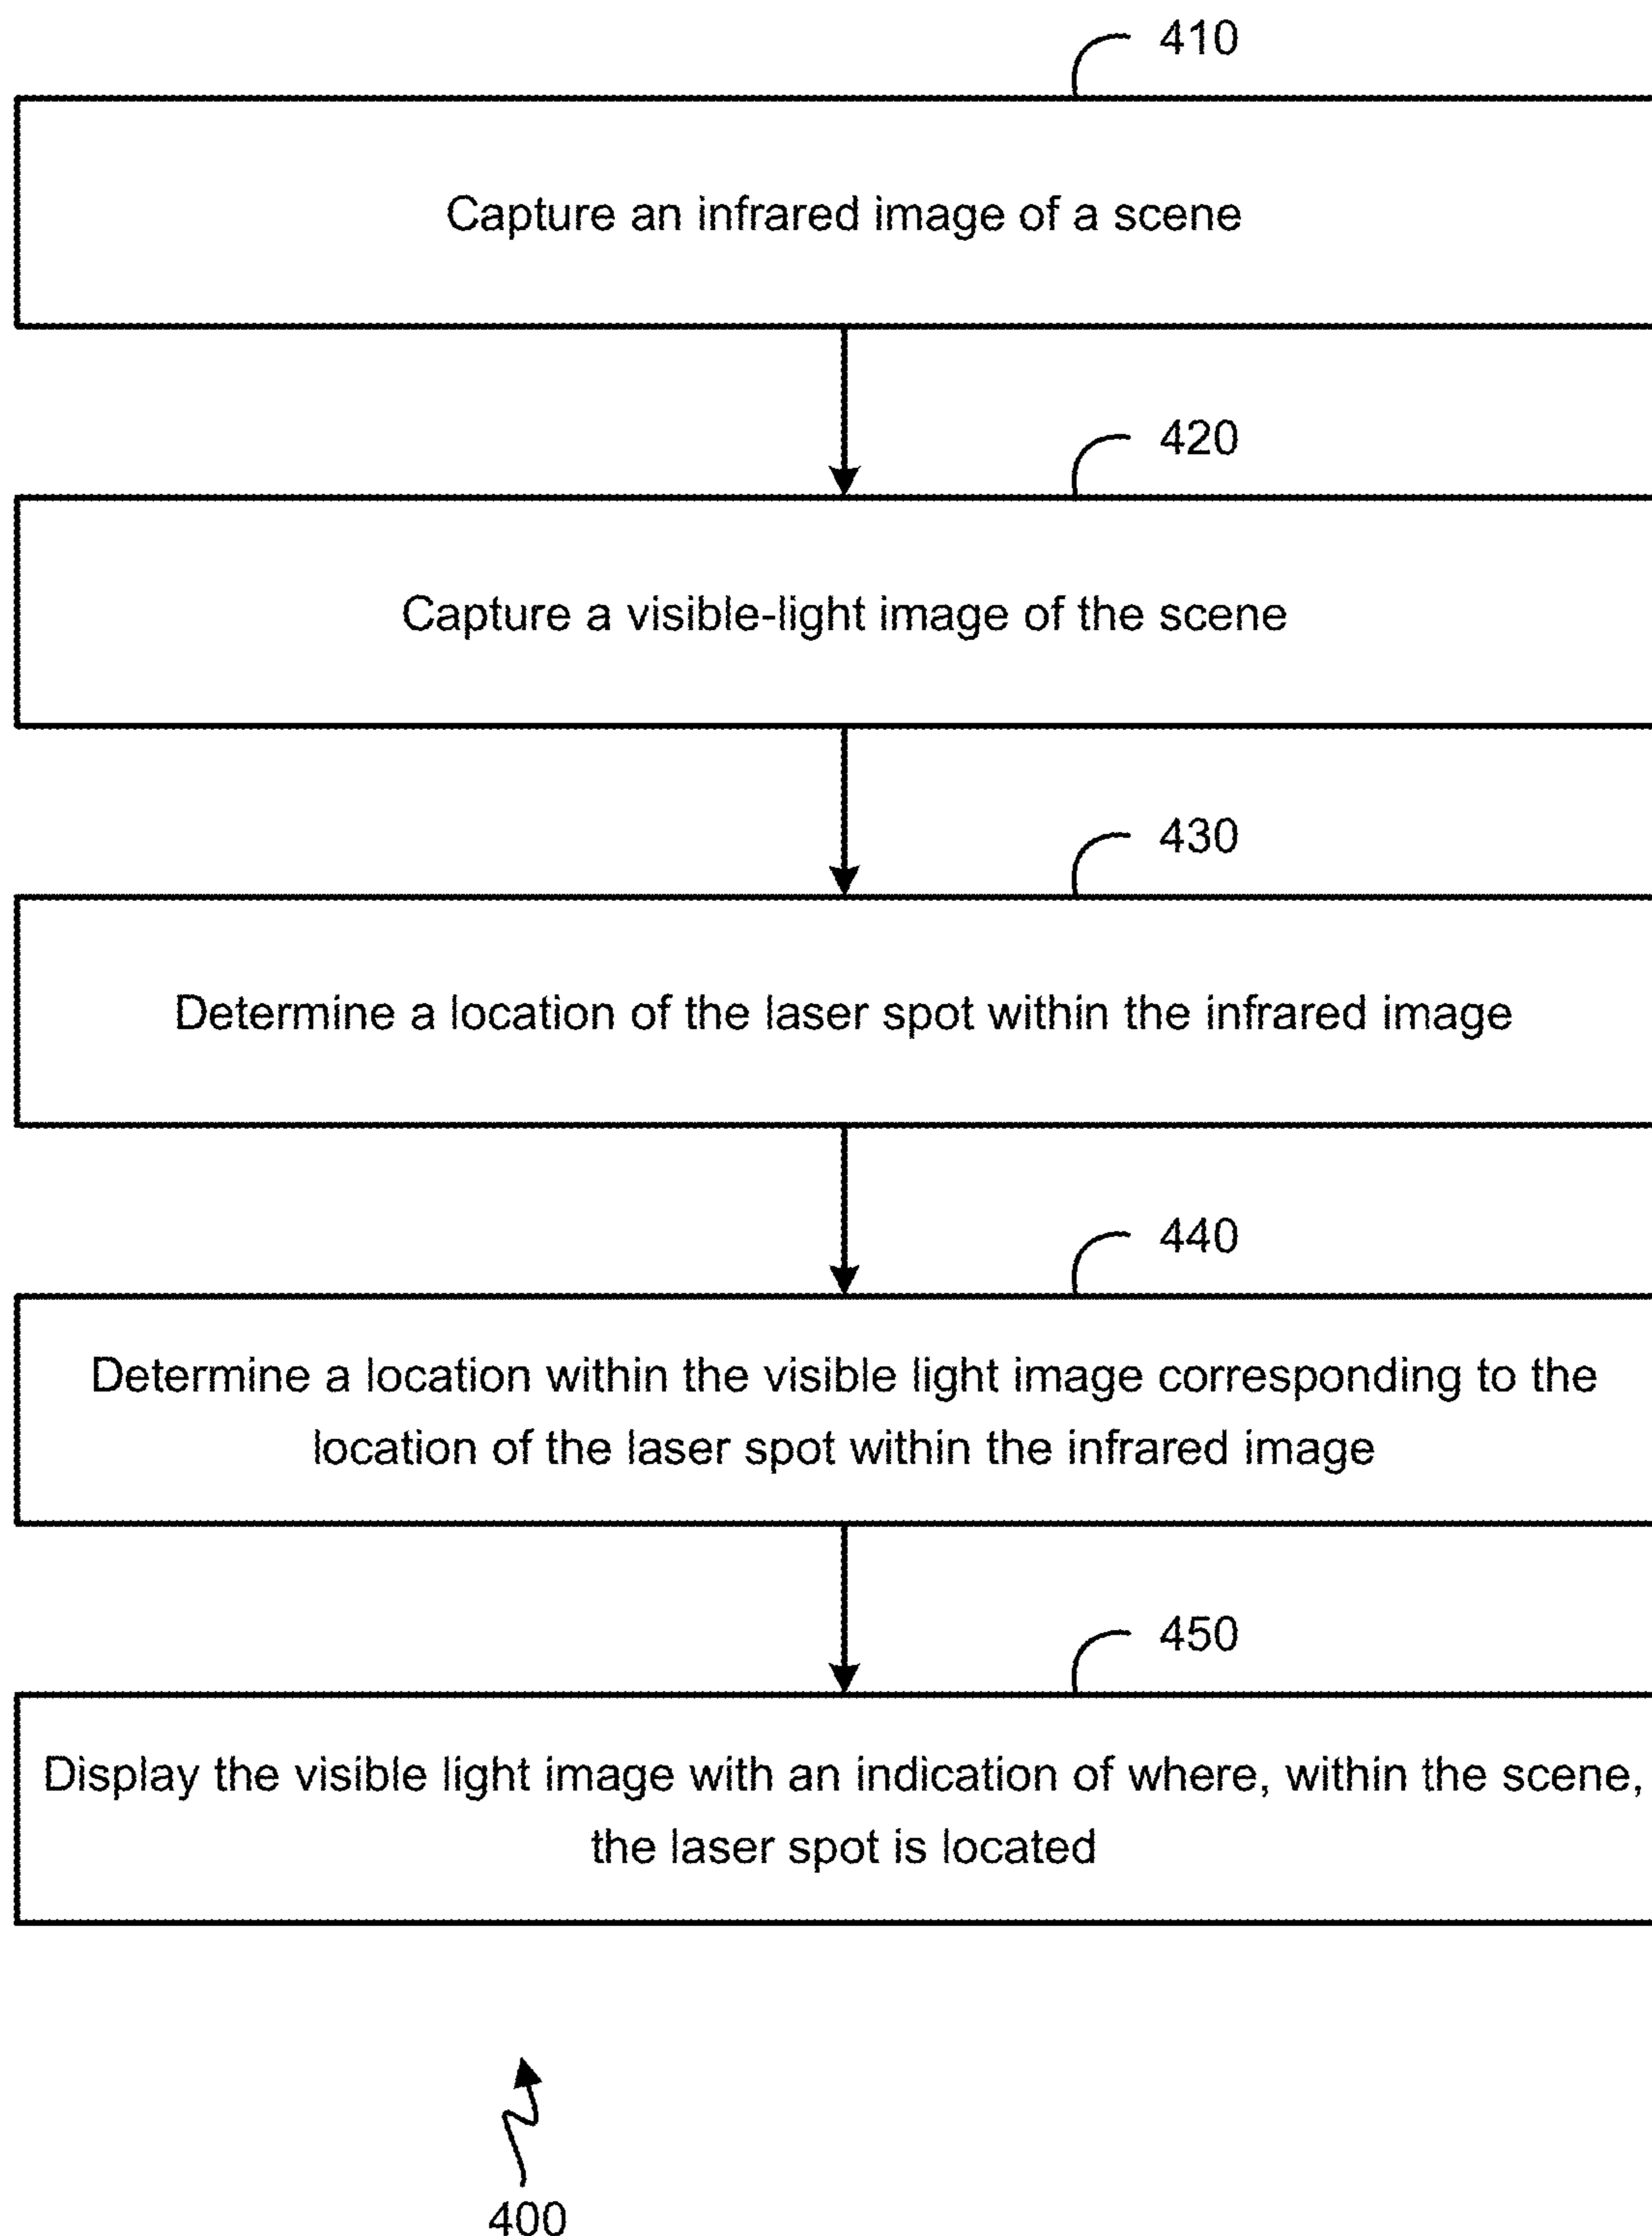 410
Capture an infrared image of a scene
420
Capture a visible-light image of the scene
430
Determine a location of the laser spot within the infrared image
440
Determine a location within the visible light image corresponding to the
location of the laser spot within the infrared image
450
Display the visible light image with an indication of where, within the scene,
the laser spot is located
400